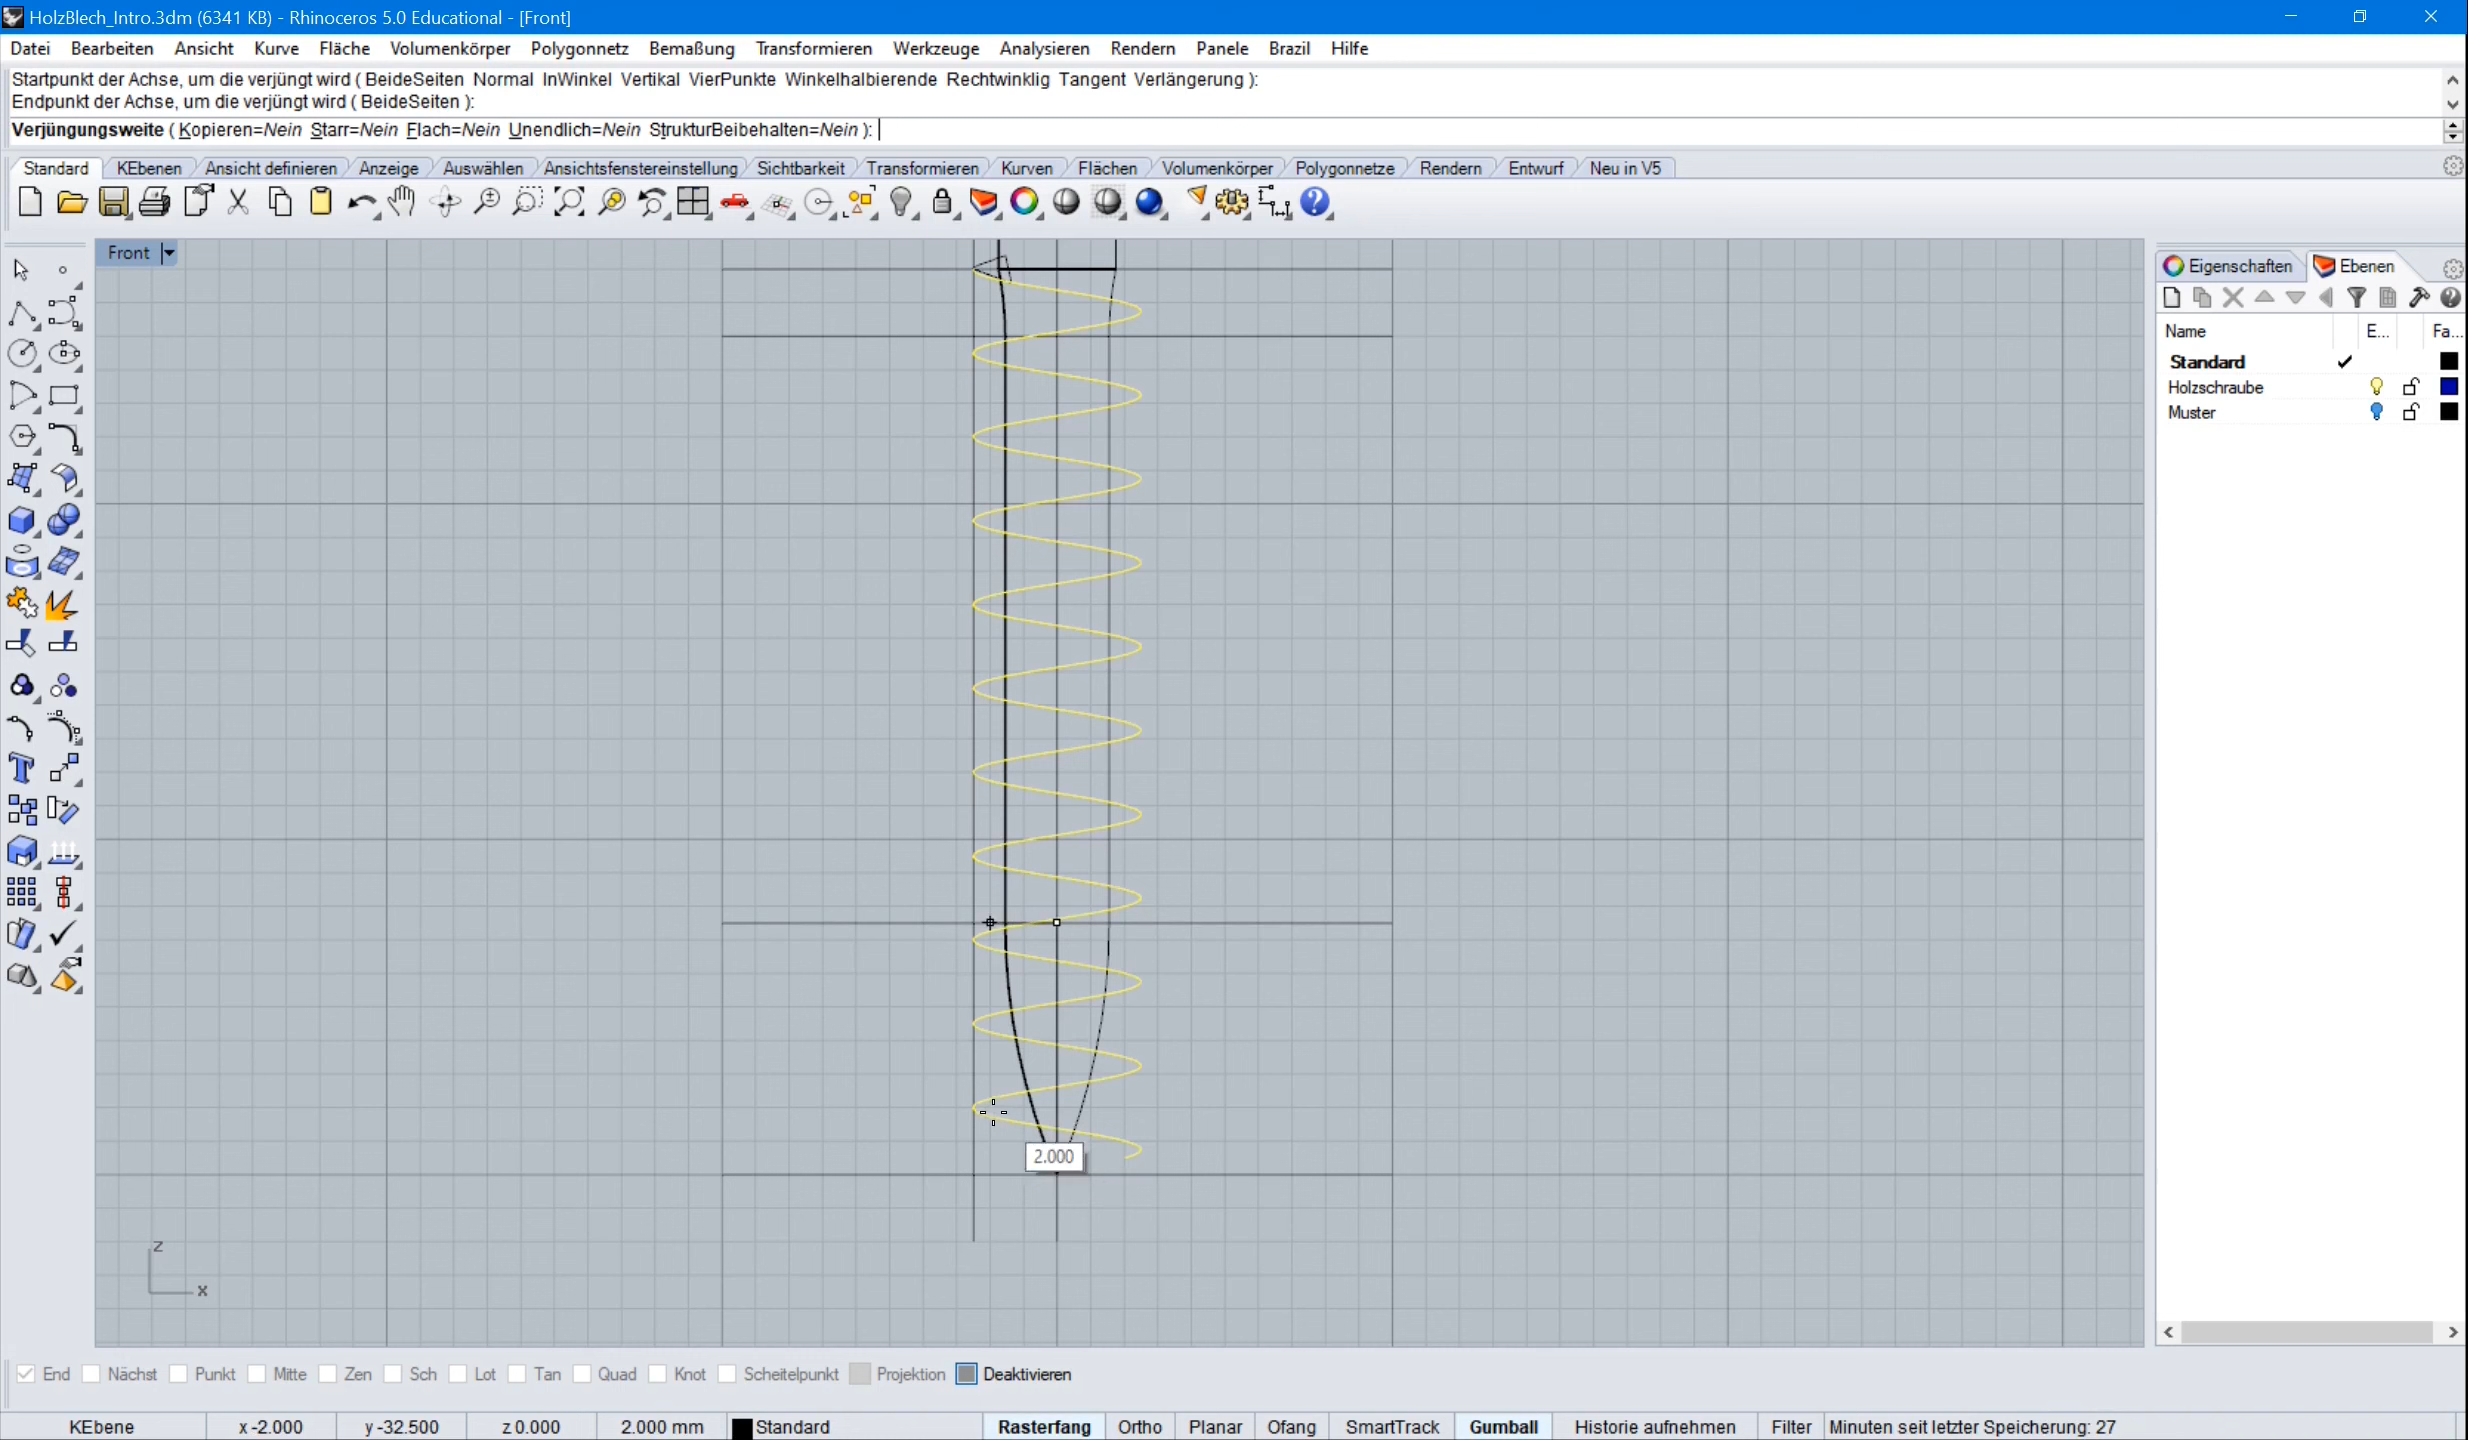 HolzBlech_Intro.3dm (6341 KB) - Rhinoceros 5.0 Educational - [Front]
Datei Bearbeiten Ansicht Kurve Fläche Volumenkörper Polygonnetz Bemaßung Transformieren Werkzeuge Analysieren Rendern Panele Brazil Hilfe
Startpunkt der Achse, um die verjüngt wird ( BeideSeiten Normal InWinkel Vertikal VierPunkte Winkelhalbierende Rechtwinklig Tangent Verlängerung ):
Endpunkt der Achse, um die verjüngt wird ( BeideSeiten ):
Verjüngungsweite ( Kopieren=Nein Starr=Nein Flach=Nein Unendlich=Nein StrukturBeibehalten=Nein ):
Standard KEbenen Ansicht definieren Anzeige Auswählen Ansichtsfenstereinstellung Sichtbarkeit Transformieren Kurven Flächen Volumenkörper Polygonnetze Rendern Entwurf Neu in V5
Front
Eigenschaften Ebenen
Name E... Fa...
Standard
Holzschraube
Muster
2.000
z
x
End Nächst Punkt Mitte Zen Sch Lot Tan Quad Knot Scheitelpunkt Projektion Deaktivieren
KEbene x -2.000 y -32.500 z 0.000 2.000 mm Standard Rasterfang Ortho Planar Ofang SmartTrack Gumball Historie aufnehmen Filter Minuten seit letzter Speicherung: 27